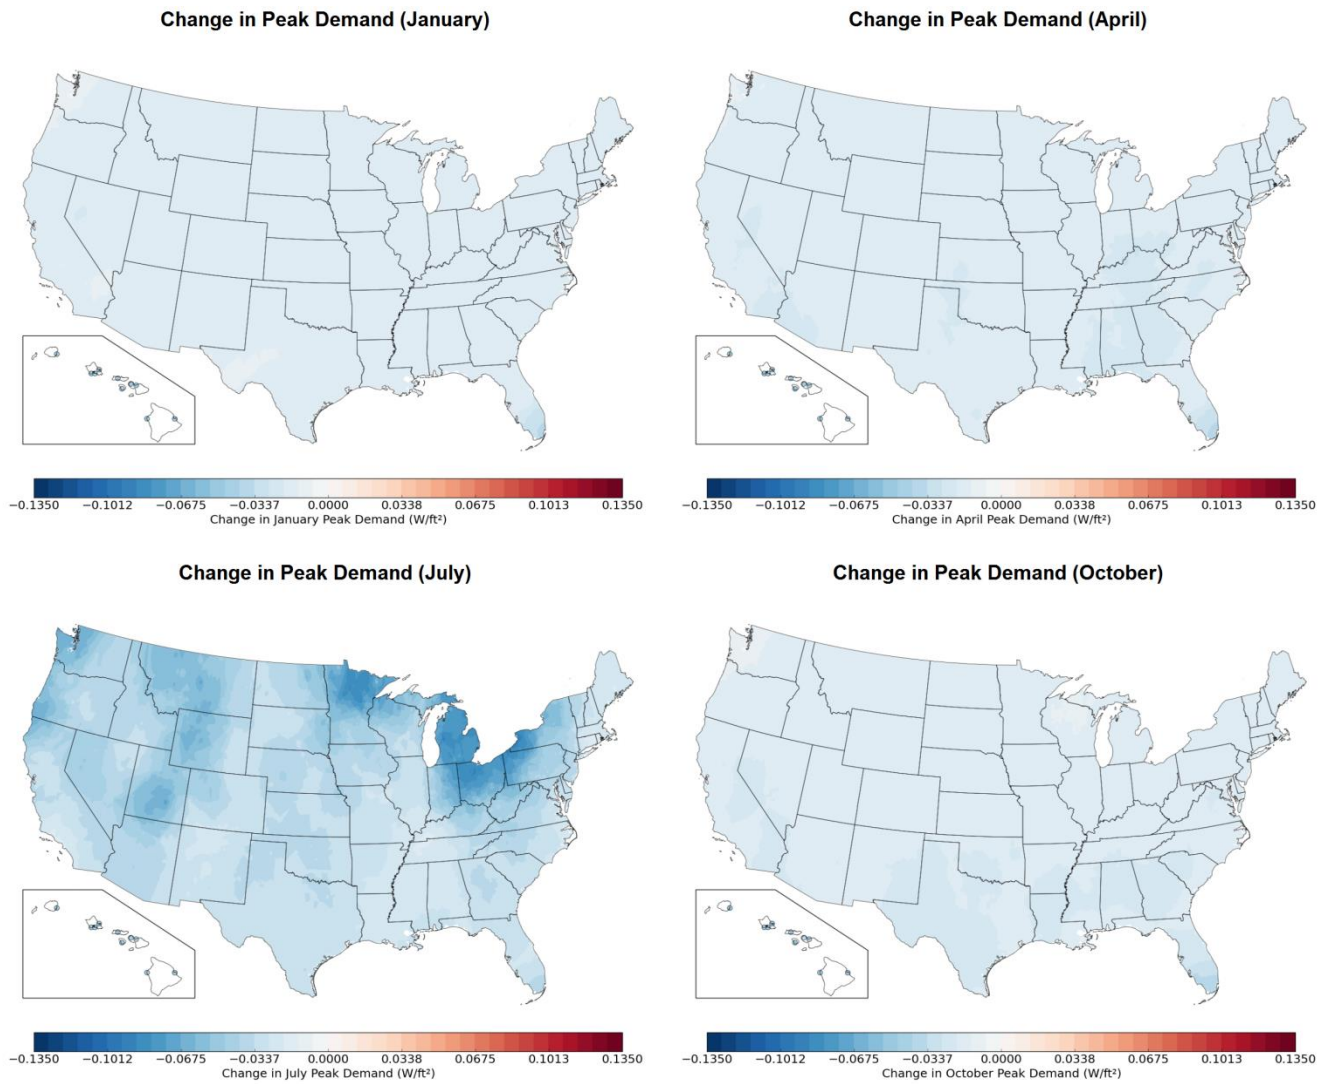 Change in Peak Demand (January)
Change in Peak Demand (April)
−0.1350 −0.1012 −0.0675 −0.0337 0.0000 0.0338 0.0675 0.1013 0.1350
Change in January Peak Demand (W/ft²)
−0.1350 −0.1012 −0.0675 −0.0337 0.0000 0.0338 0.0675 0.1013 0.1350
Change in April Peak Demand (W/ft²)
Change in Peak Demand (July)
Change in Peak Demand (October)
−0.1350 −0.1012 −0.0675 −0.0337 0.0000 0.0338 0.0675 0.1013 0.1350
Change in July Peak Demand (W/ft²)
−0.1350 −0.1012 −0.0675 −0.0337 0.0000 0.0338 0.0675 0.1013 0.1350
Change in October Peak Demand (W/ft²)